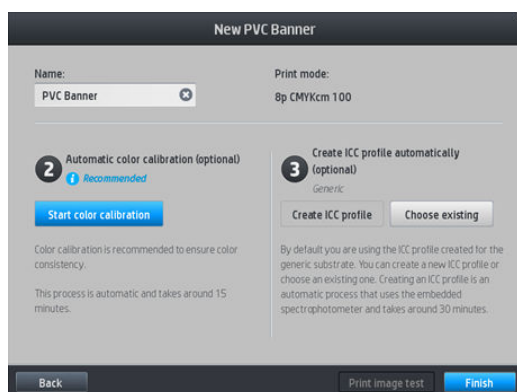 New PVC Banner
Name:
PVC Banner
Print mode:
8p CMYKcm 100
2
Automatic color calibration (optional)
i Recommended
Start color calibration
Color calibration is recommended to ensure color
consistency.
This process is automatic and takes around 15
minutes.
3
Create ICC profile automatically
(optional)
Generic
Create ICC profile
Choose existing
By default you are using the ICC profile created for the
generic substrate. You can create a new ICC profile or
choose an existing one. Creating an ICC profile is an
automatic process that uses the embedded
spectrophotometer and takes around 30 minutes.
Back
Print image test
Finish